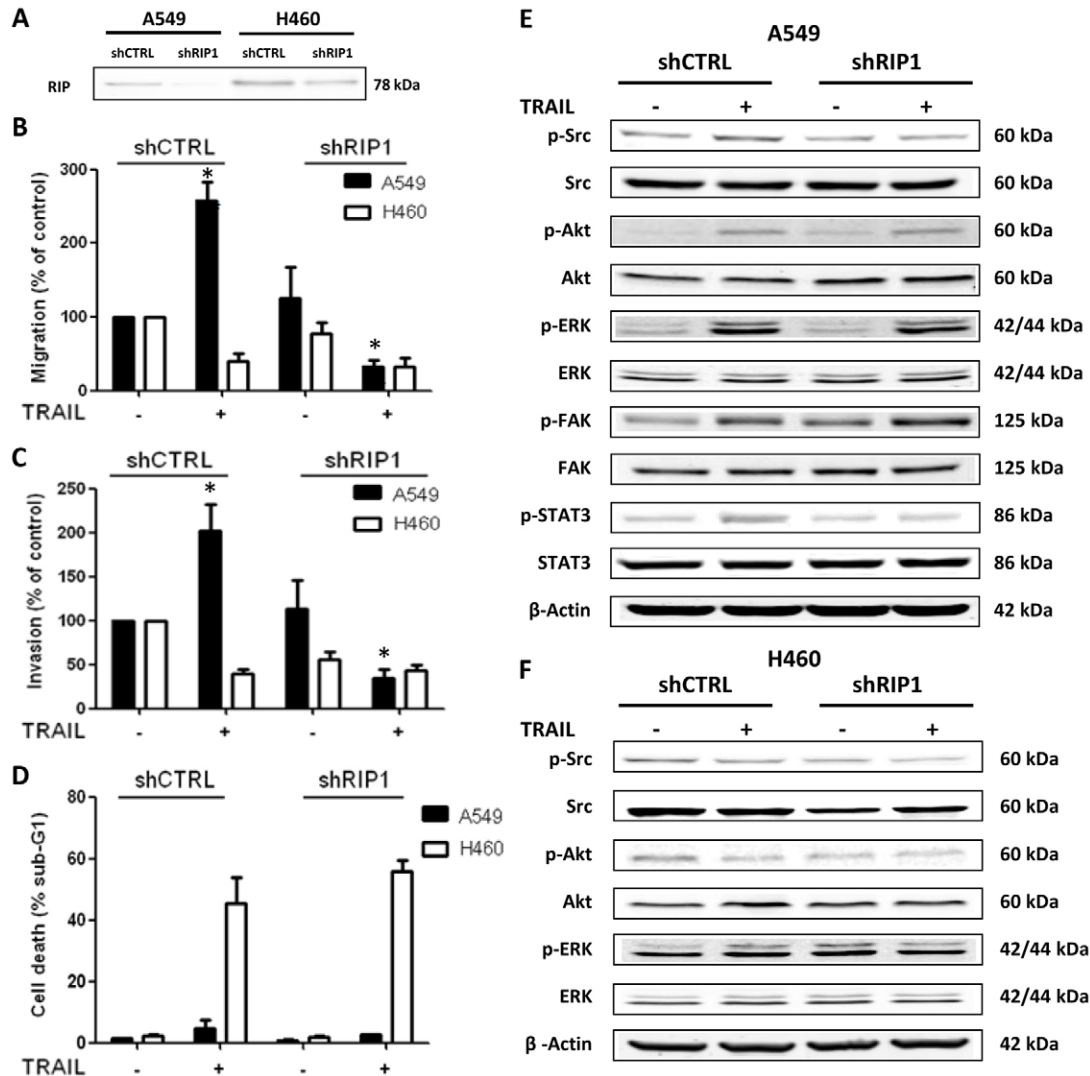 A
A549 H460
shCTRL shRIP1 shCTRL shRIP1
RIP 78 kDa
B
shCTRL shRIP1
Migration (% of control)
300
200
100
0
* *
A549
H460
TRAIL - + - +
C
shCTRL shRIP1
Invasion (% of control)
250
200
150
100
50
0
* *
A549
H460
TRAIL - + - +
D
shCTRL shRIP1
Cell death (% sub-G1)
80
60
40
20
0
A549
H460
TRAIL - + - +
E
A549
shCTRL shRIP1
TRAIL - + - +
p-Src 60 kDa
Src 60 kDa
p-Akt 60 kDa
Akt 60 kDa
p-ERK 42/44 kDa
ERK 42/44 kDa
p-FAK 125 kDa
FAK 125 kDa
p-STAT3 86 kDa
STAT3 86 kDa
β-Actin 42 kDa
F
H460
shCTRL shRIP1
TRAIL - + - +
p-Src 60 kDa
Src 60 kDa
p-Akt 60 kDa
Akt 60 kDa
p-ERK 42/44 kDa
ERK 42/44 kDa
β -Actin 42 kDa